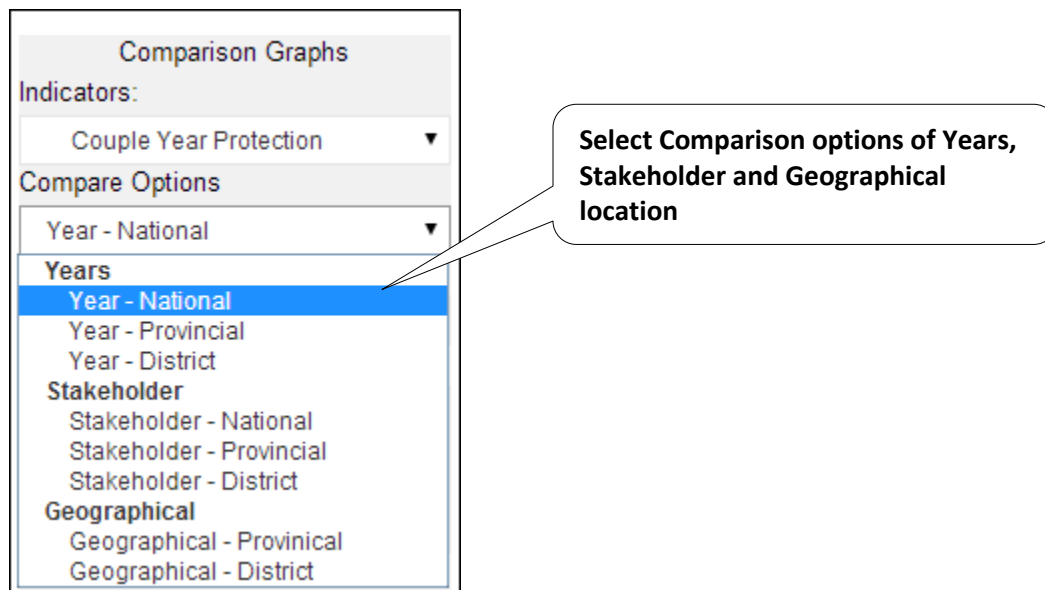 Comparison Graphs
Indicators:
Couple Year Protection
Compare Options
Year - National
Years
Year - National
Year - Provincial
Year - District
Stakeholder
Stakeholder - National
Stakeholder - Provincial
Stakeholder - District
Geographical
Geographical - Provinical
Geographical - District
Select Comparison options of Years,
Stakeholder and Geographical
location